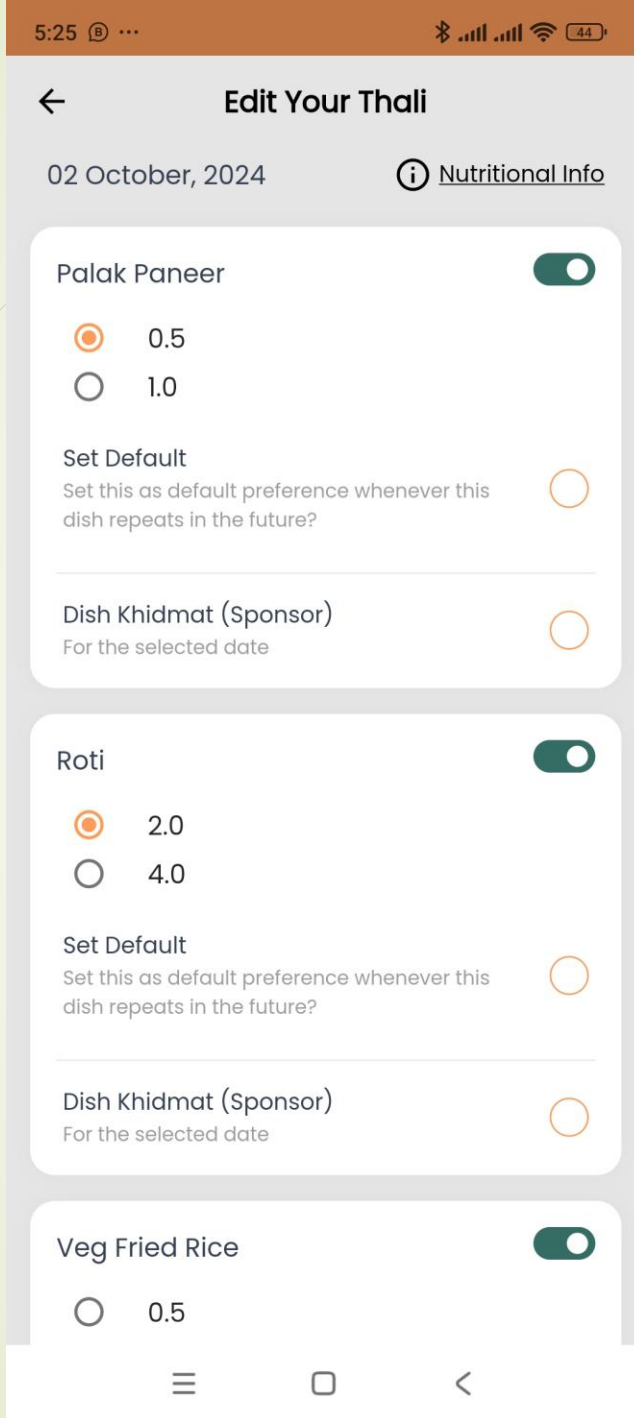 5:25
44
Edit Your Thali
02 October, 2024
Nutritional Info
Palak Paneer
0.5
1.0
Set Default
Set this as default preference whenever this
dish repeats in the future?
Dish Khidmat (Sponsor)
For the selected date
Roti
2.0
4.0
Set Default
Set this as default preference whenever this
dish repeats in the future?
Dish Khidmat (Sponsor)
For the selected date
Veg Fried Rice
0.5